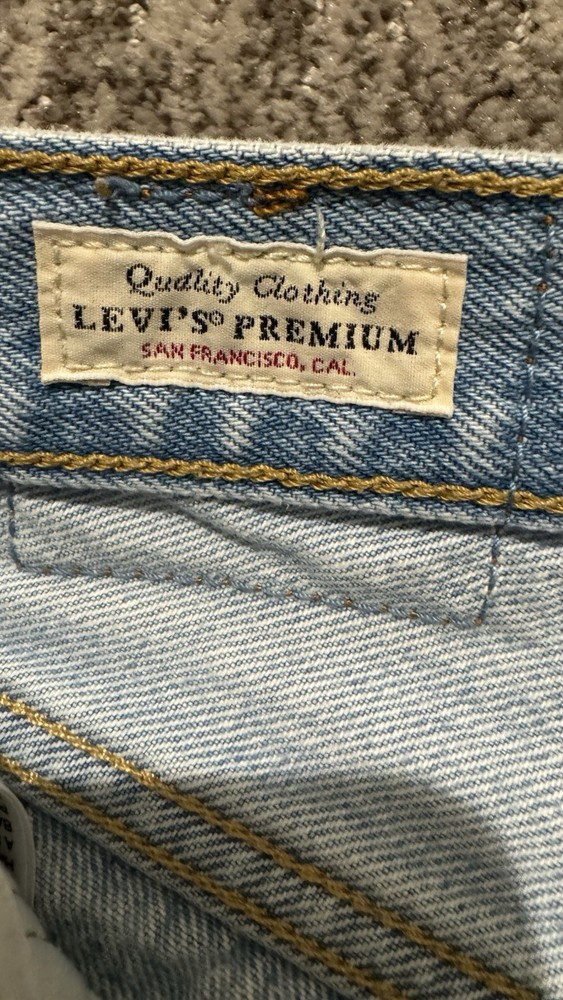 Quality Clothing
LEVI'S® PREMIUM
SAN FRANCISCO, CAL.